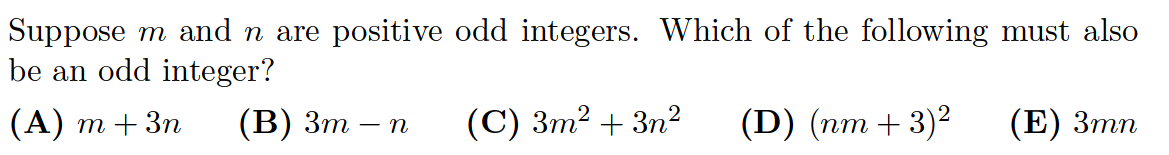 Suppose m and n are positive odd integers. Which of the following must also
be an odd integer?
(A) m + 3n (B) 3m − n (C) 3m² + 3n² (D) (nm + 3)² (E) 3mn